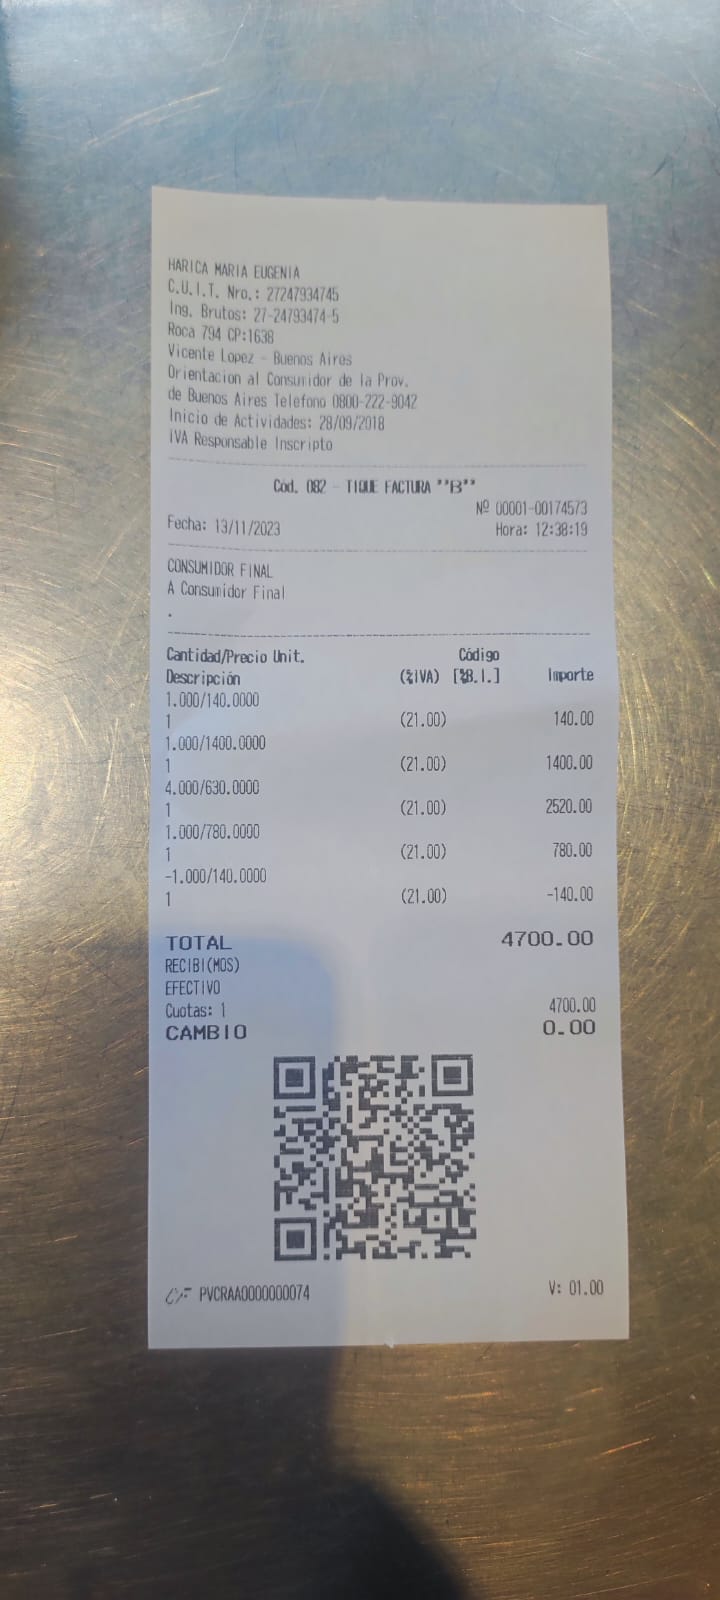 HARICA MARIA EUGENIA
C.U.I.T. Nro.: 27247934745
Ing. Brutos: 27-24793474-5
Roca 794 CP:1638
Vicente Lopez - Buenos Aires
Orientacion al Consumidor de la Prov.
de Buenos Aires Telefono 0800-222-9042
Inicio de Actividades: 28/09/2018
IVA Responsable Inscripto
Cod. 082 - TIQUE FACTURA "B"
Nº 00001-00174573
Fecha: 13/11/2023 Hora: 12:38:19
CONSUMIDOR FINAL
A Consumidor Final
.
Cantidad/Precio Unit. Código
Descripción (%IVA) [%B.I.] Importe
1.000/140.0000
1 (21.00) 140.00
1.000/1400.0000
1 (21.00) 1400.00
4.000/630.0000
1 (21.00) 2520.00
1.000/780.0000
1 (21.00) 780.00
-1.000/140.0000
1 (21.00) -140.00
TOTAL 4700.00
RECIBI(MOS)
EFECTIVO
Cuotas: 1 4700.00
CAMBIO 0.00
CF PVCRAA0000000074 V: 01.00